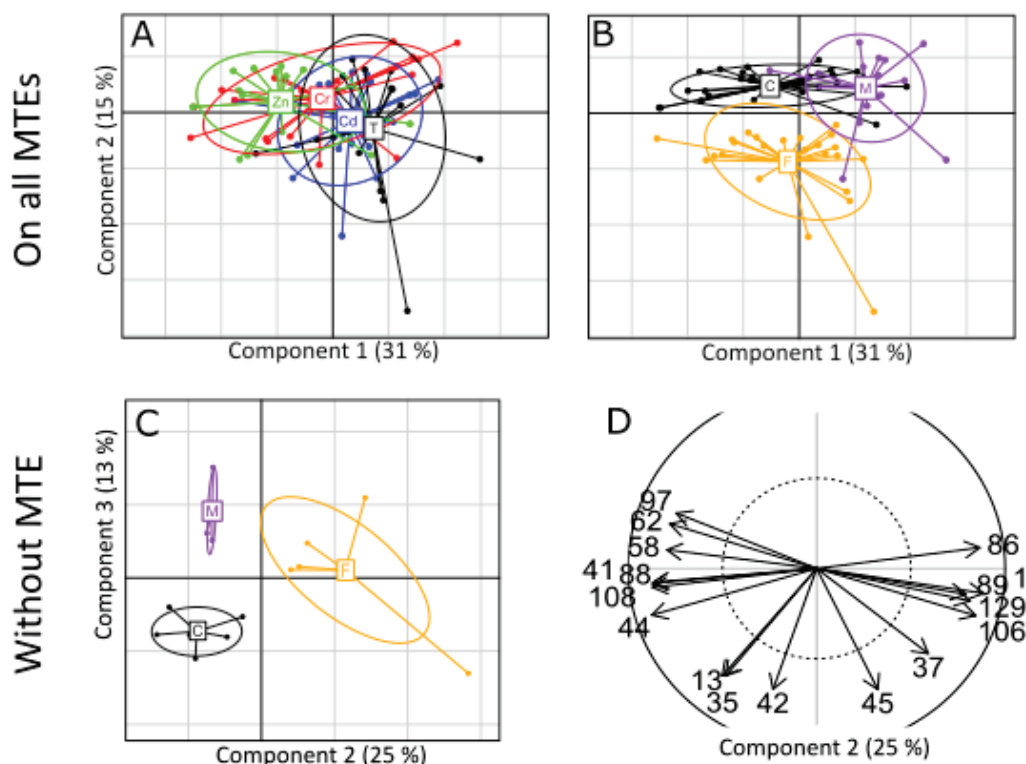 On all MTEs
A
Component 2 (15 %)
Zn
Cr
Cd
T
Component 1 (31 %)
B
C
M
F
Component 1 (31 %)
Without MTE
C
Component 3 (13 %)
M
F
C
Component 2 (25 %)
D
97
62
58
41 88
108
44
13
35
42
45
37
86
89 1
129
106
Component 2 (25 %)